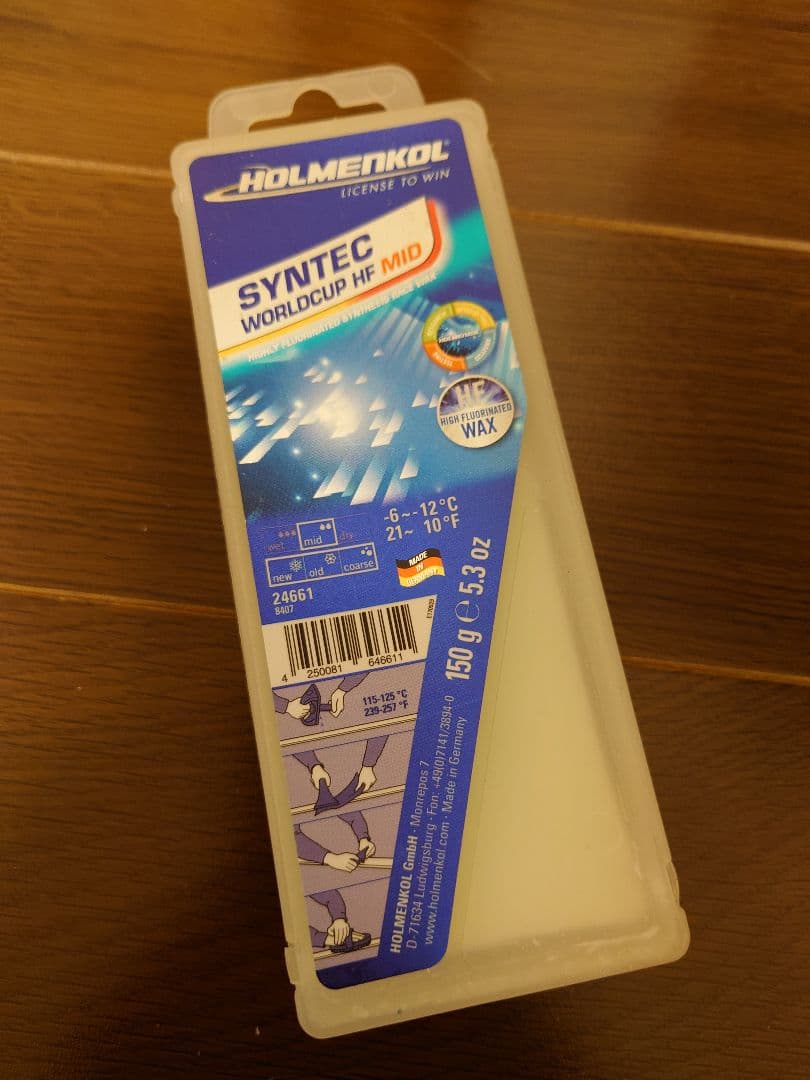 HOLMENKOL
LICENSE TO WIN
SYNTEC
WORLDCUP HF MID
HIGHLY FLUORINATED SYNTHESIS RACE WAX
HOLMENKOL
HF
HIGH FLUORINATED
WAX
-6~-12°C
21~ 10°F
wet mid dry
new old coarse
MADE
IN
GERMANY
24661
8407
4 250081 646611
150 g e 5.3 oz
115-125 °C
239-257 °F
HOLMENKOL GmbH · Monrepos 7
D-71634 Ludwigsburg · Fon: +49(0)7141/3894-0
www.holmenkol.com · Made in Germany